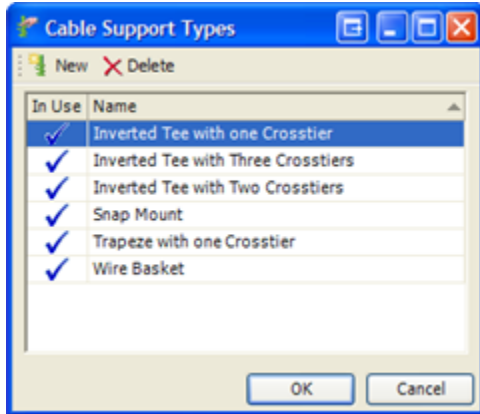 Cable Support Types
New Delete
In Use Name
Inverted Tee with one Crosstier
Inverted Tee with Three Crosstiers
Inverted Tee with Two Crosstiers
Snap Mount
Trapeze with one Crosstier
Wire Basket
OK Cancel